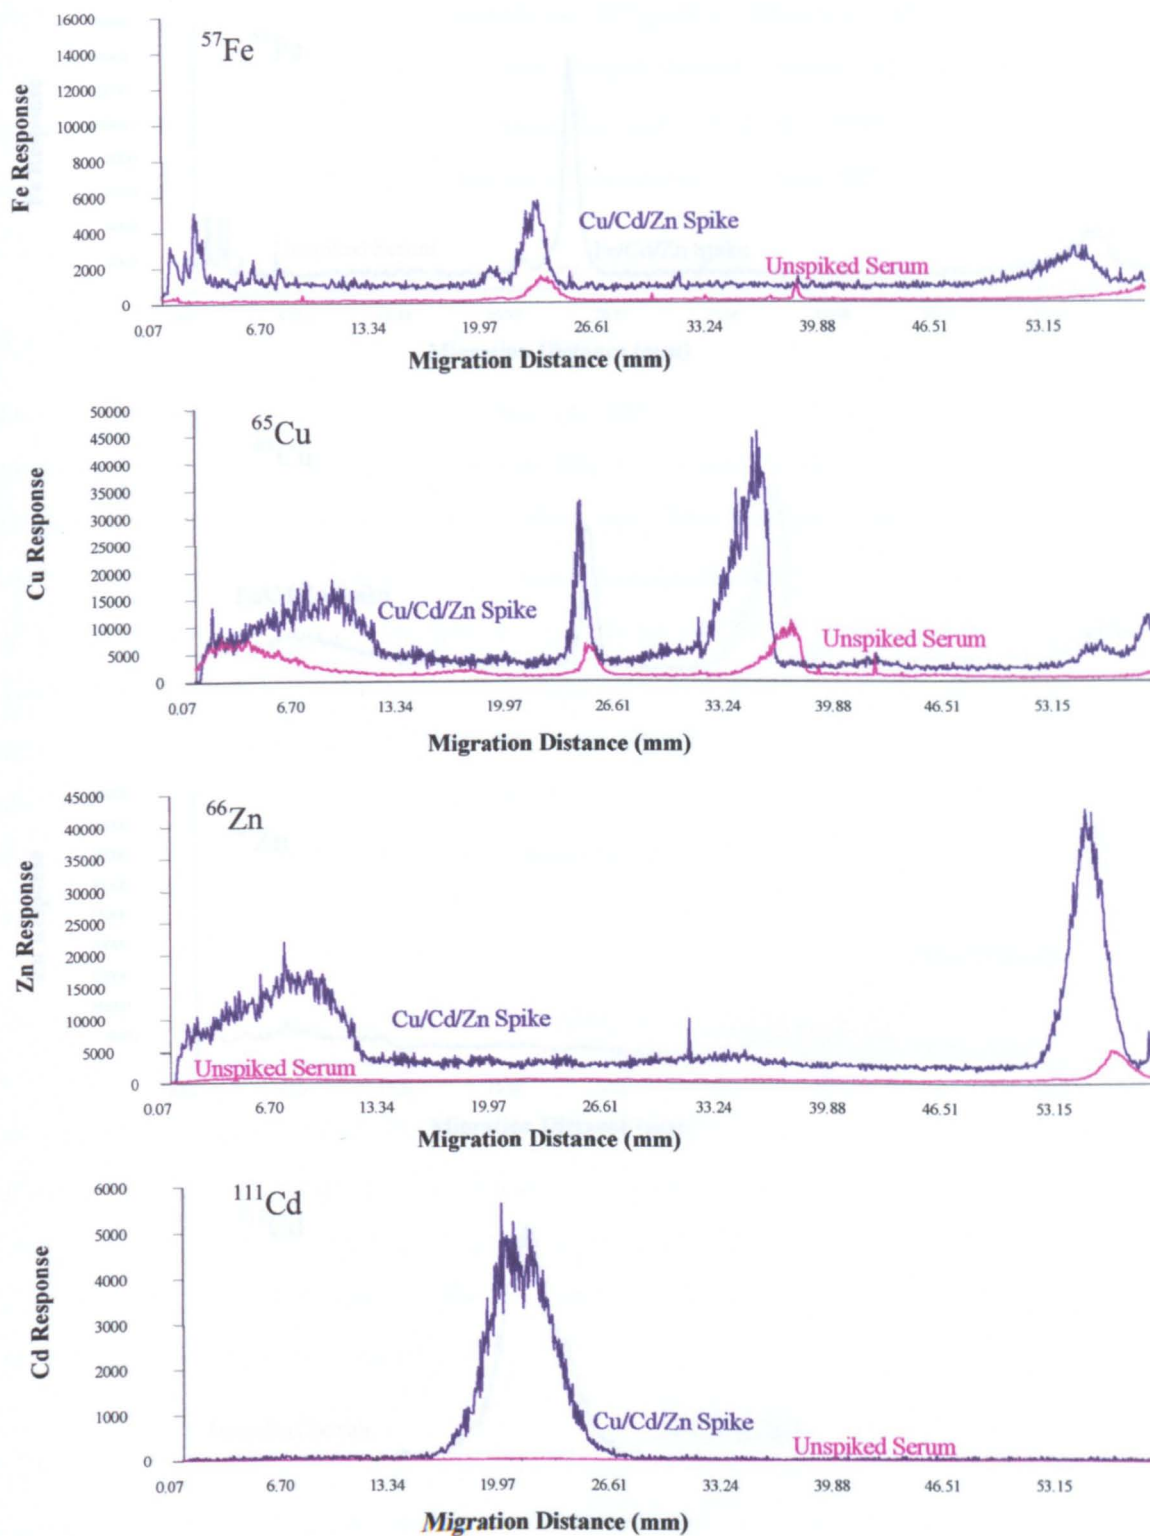 16000
57Fe
14000
12000
10000
8000
6000
4000
2000
0
Fe Response
Cu/Cd/Zn Spike
Unspiked Serum
0.07 6.70 13.34 19.97 26.61 33.24 39.88 46.51 53.15
Migration Distance (mm)
50000
65Cu
45000
40000
35000
30000
25000
20000
15000
10000
5000
0
Cu Response
Cu/Cd/Zn Spike
Unspiked Serum
0.07 6.70 13.34 19.97 26.61 33.24 39.88 46.51 53.15
Migration Distance (mm)
45000
66Zn
40000
35000
30000
25000
20000
15000
10000
5000
0
Zn Response
Cu/Cd/Zn Spike
Unspiked Serum
0.07 6.70 13.34 19.97 26.61 33.24 39.88 46.51 53.15
Migration Distance (mm)
6000
111Cd
5000
4000
3000
2000
1000
0
Cd Response
Cu/Cd/Zn Spike
Unspiked Serum
0.07 6.70 13.34 19.97 26.61 33.24 39.88 46.51 53.15
Migration Distance (mm)